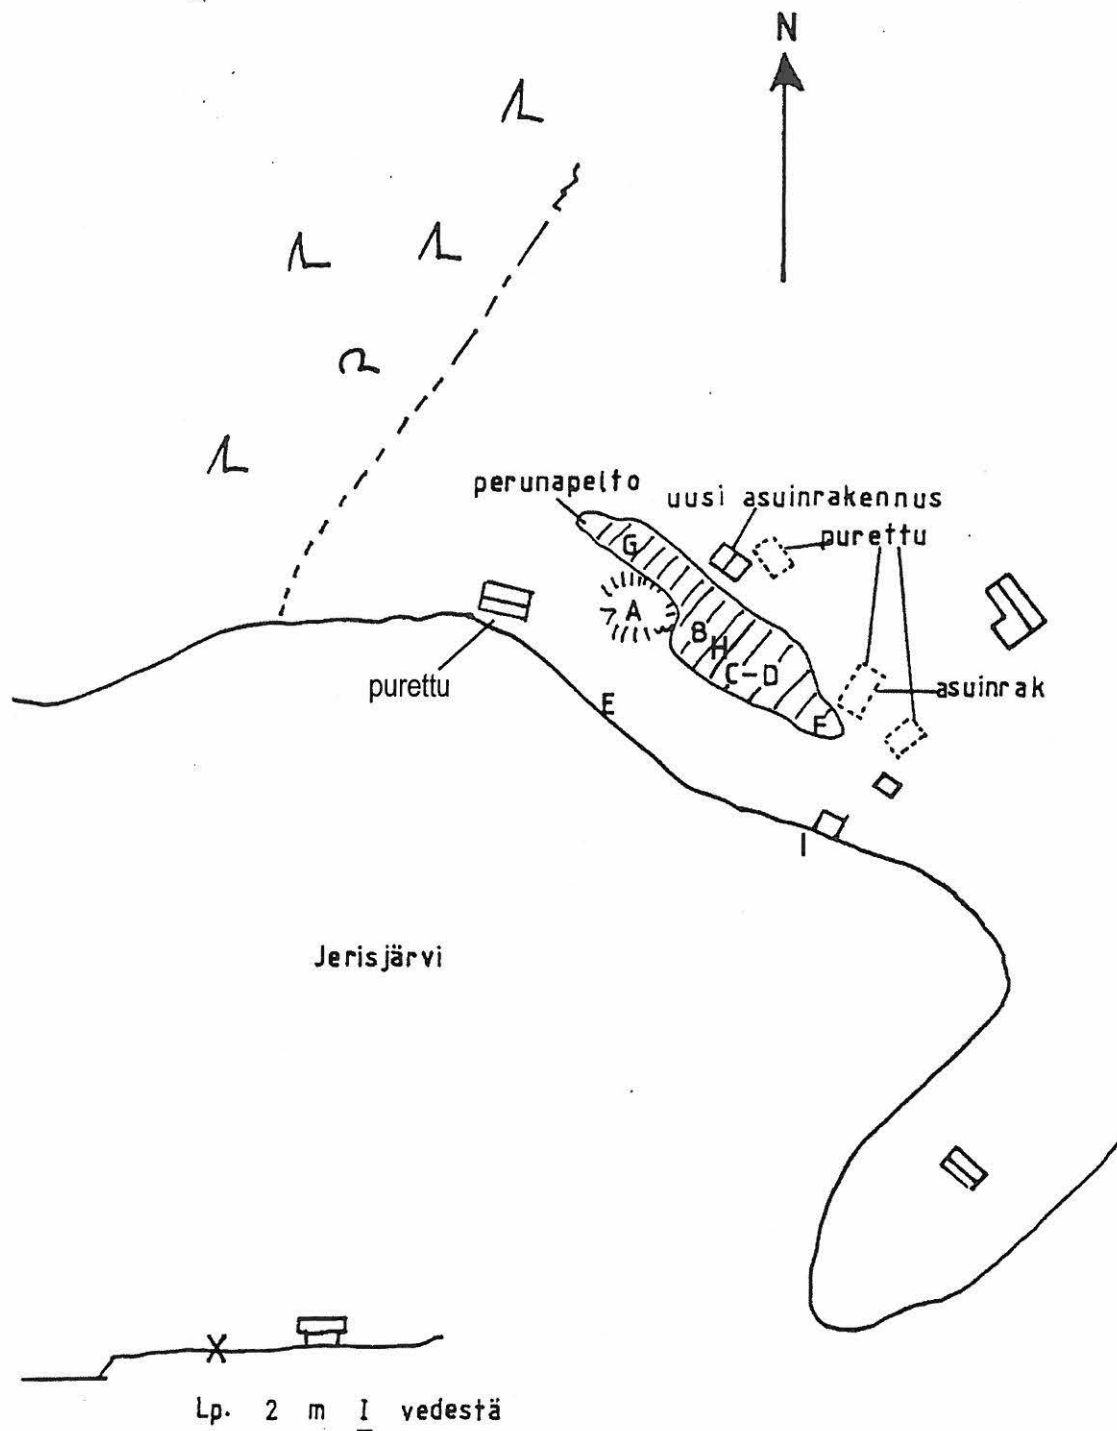 N
perunapelto
uusi asuinrakennus
purettu
G
A
B
H
C-D
purettu
E
F
asuinrak
I
Jerisjärvi
Lp. 2 m I vedestä